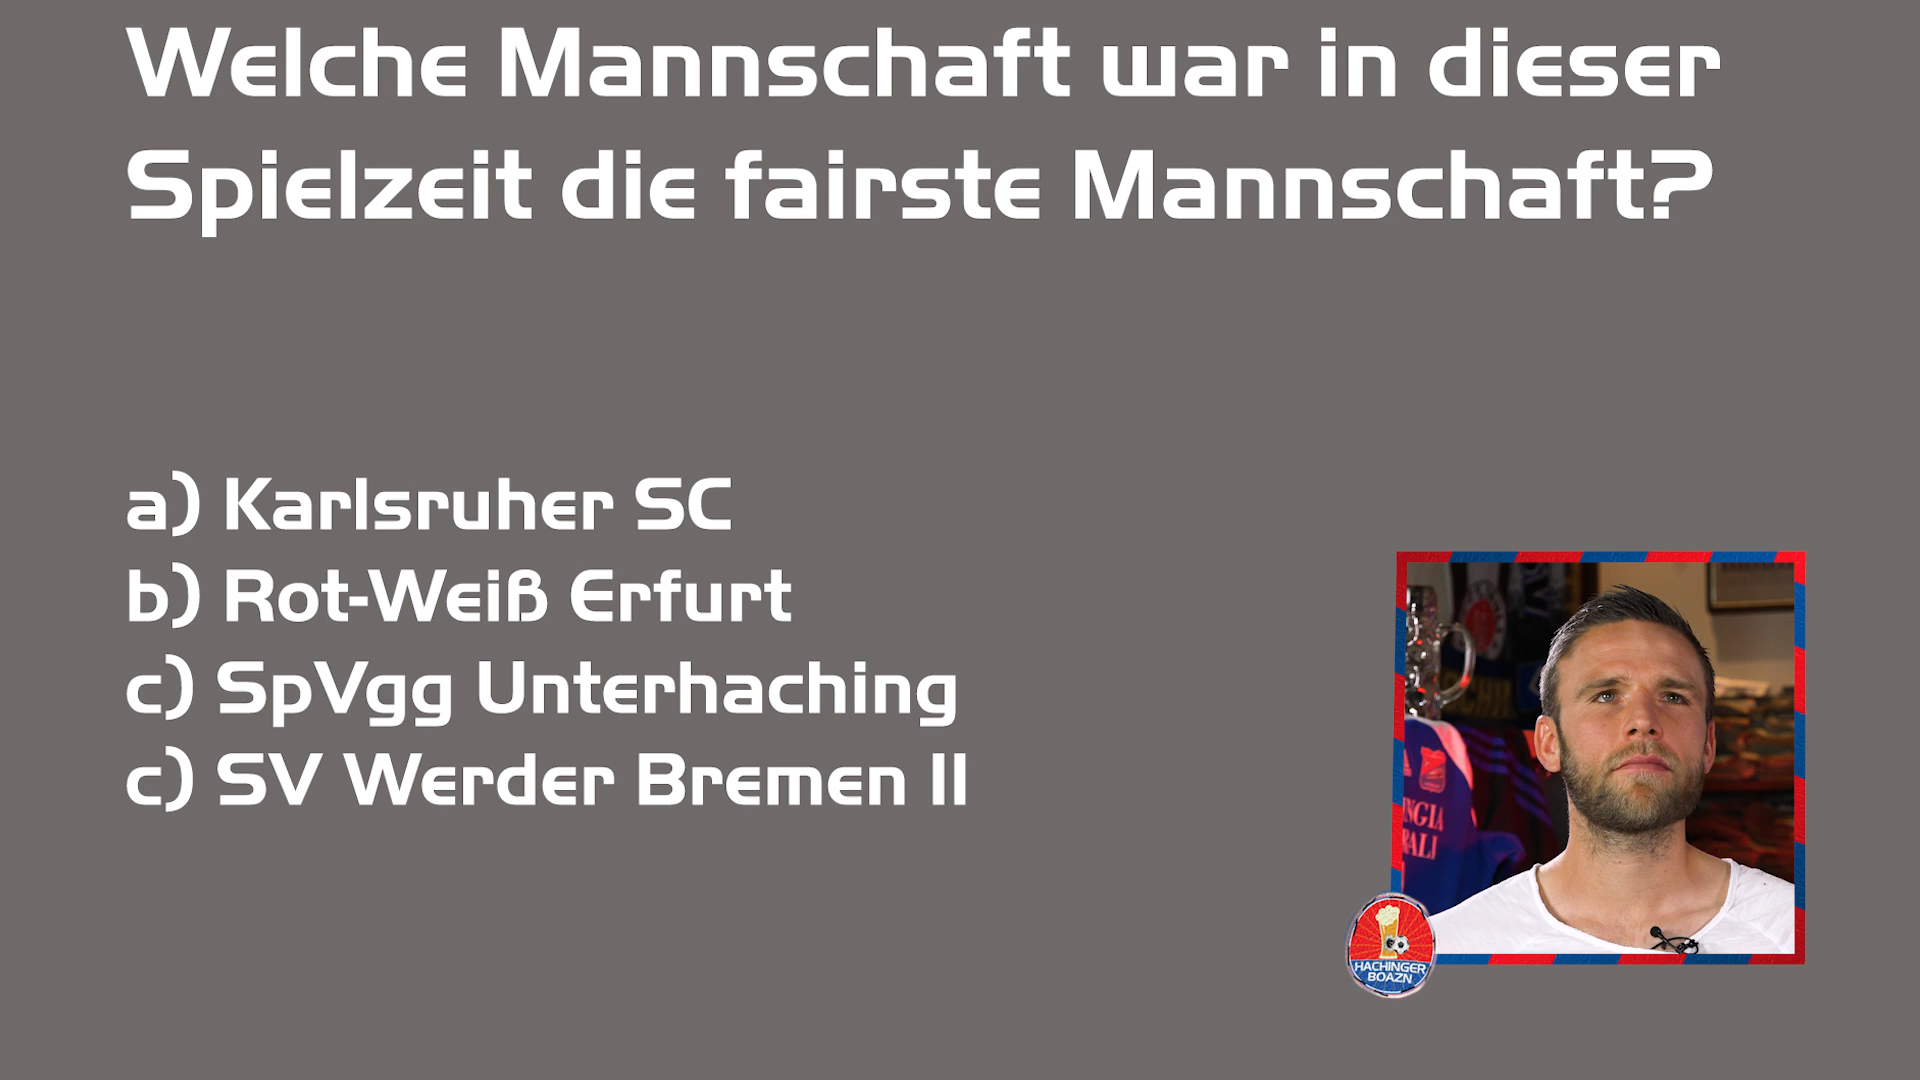 Welche Mannschaft war in dieser
Spielzeit die fairste Mannschaft?
a) Karlsruher SC
b) Rot-Weiß Erfurt
c) SpVgg Unterhaching
c) SV Werder Bremen II
HACHINGER
BOAZN